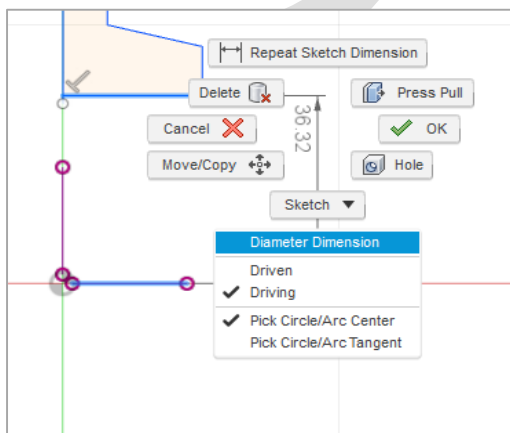 Repeat Sketch Dimension
Delete
Press Pull
36.32
Cancel
OK
Move/Copy
Hole
Sketch
Diameter Dimension
Driven
Driving
Pick Circle/Arc Center
Pick Circle/Arc Tangent